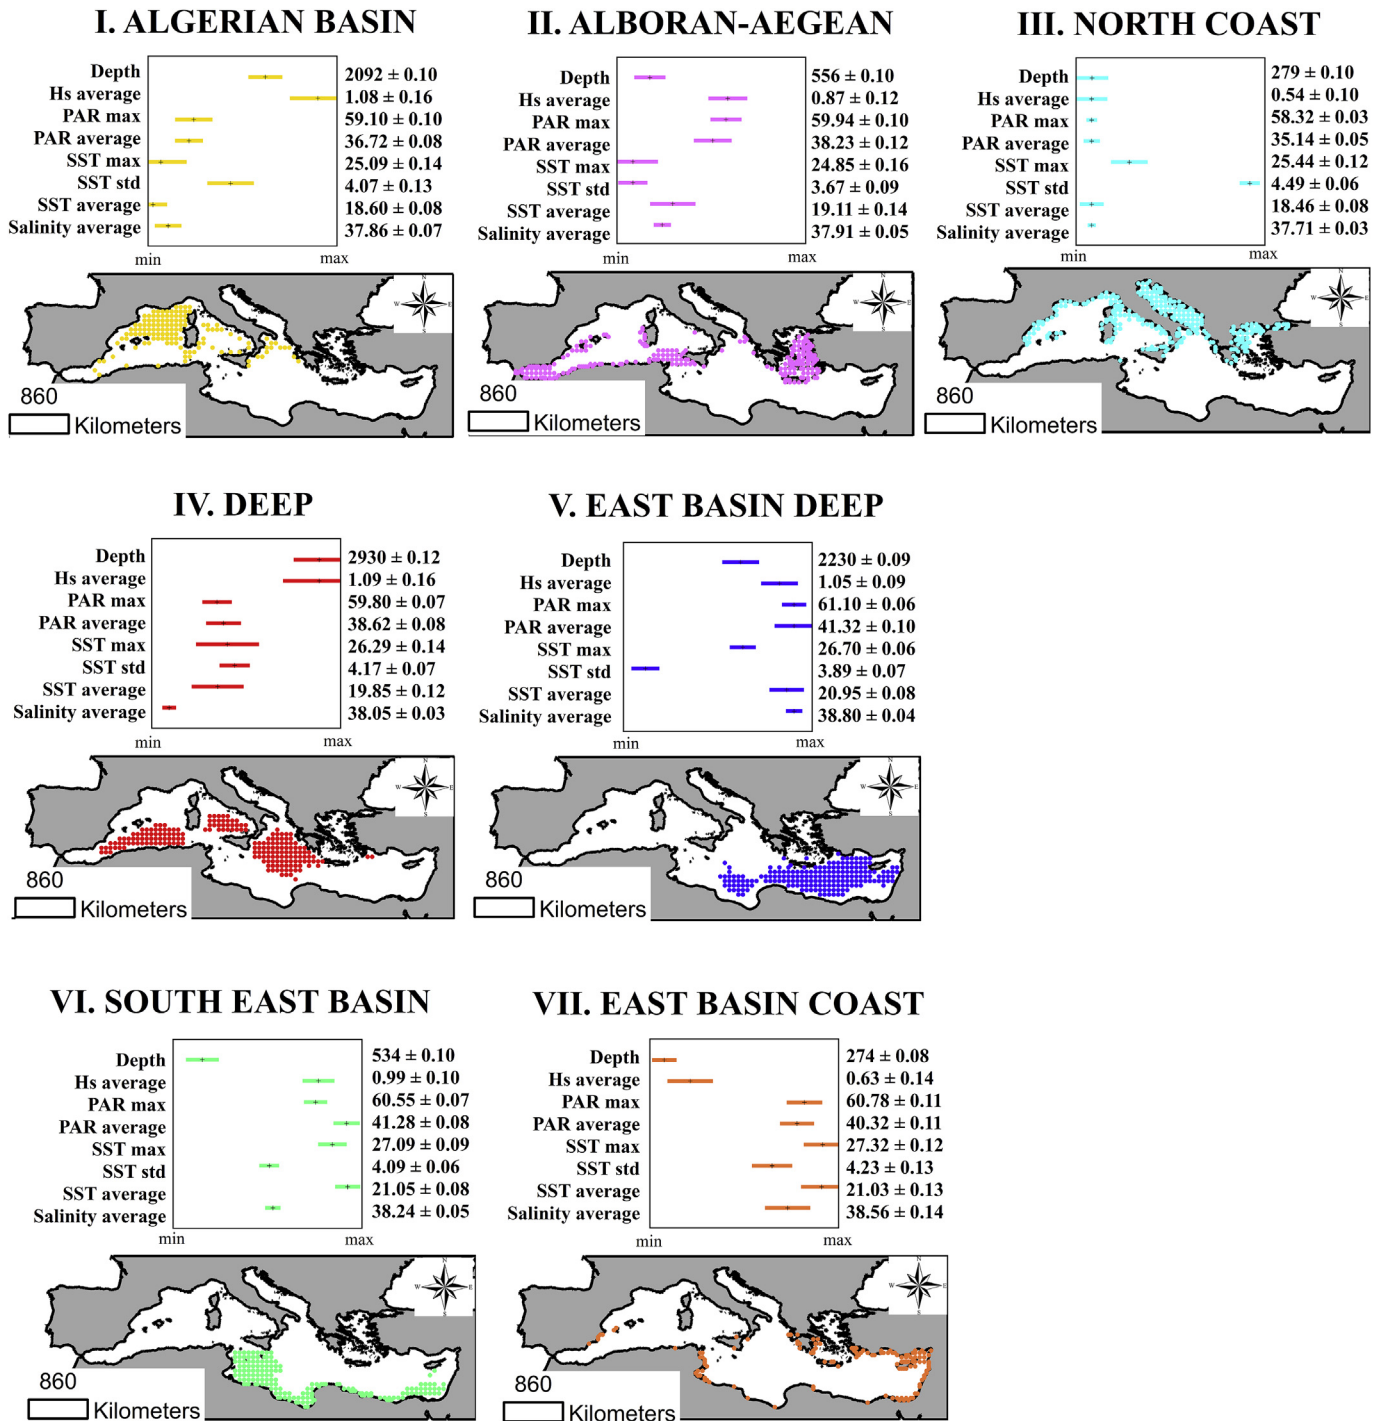 I. ALGERIAN BASIN
Depth 2092 ± 0.10
Hs average 1.08 ± 0.16
PAR max 59.10 ± 0.10
PAR average 36.72 ± 0.08
SST max 25.09 ± 0.14
SST std 4.07 ± 0.13
SST average 18.60 ± 0.08
Salinity average 37.86 ± 0.07
min max
N
W E
S
860
Kilometers
II. ALBORAN-AEGEAN
Depth 556 ± 0.10
Hs average 0.87 ± 0.12
PAR max 59.94 ± 0.10
PAR average 38.23 ± 0.12
SST max 24.85 ± 0.16
SST std 3.67 ± 0.09
SST average 19.11 ± 0.14
Salinity average 37.91 ± 0.05
min max
N
W E
S
860
Kilometers
III. NORTH COAST
Depth 279 ± 0.10
Hs average 0.54 ± 0.10
PAR max 58.32 ± 0.03
PAR average 35.14 ± 0.05
SST max 25.44 ± 0.12
SST std 4.49 ± 0.06
SST average 18.46 ± 0.08
Salinity average 37.71 ± 0.03
min max
N
W E
S
860
Kilometers
IV. DEEP
Depth 2930 ± 0.12
Hs average 1.09 ± 0.16
PAR max 59.80 ± 0.07
PAR average 38.62 ± 0.08
SST max 26.29 ± 0.14
SST std 4.17 ± 0.07
SST average 19.85 ± 0.12
Salinity average 38.05 ± 0.03
min max
N
W E
S
860
Kilometers
V. EAST BASIN DEEP
Depth 2230 ± 0.09
Hs average 1.05 ± 0.09
PAR max 61.10 ± 0.06
PAR average 41.32 ± 0.10
SST max 26.70 ± 0.06
SST std 3.89 ± 0.07
SST average 20.95 ± 0.08
Salinity average 38.80 ± 0.04
min max
N
W E
S
860
Kilometers
VI. SOUTH EAST BASIN
Depth 534 ± 0.10
Hs average 0.99 ± 0.10
PAR max 60.55 ± 0.07
PAR average 41.28 ± 0.08
SST max 27.09 ± 0.09
SST std 4.09 ± 0.06
SST average 21.05 ± 0.08
Salinity average 38.24 ± 0.05
min max
N
W E
S
860
Kilometers
VII. EAST BASIN COAST
Depth 274 ± 0.08
Hs average 0.63 ± 0.14
PAR max 60.78 ± 0.11
PAR average 40.32 ± 0.11
SST max 27.32 ± 0.12
SST std 4.23 ± 0.13
SST average 21.03 ± 0.13
Salinity average 38.56 ± 0.14
min max
N
W E
S
860
Kilometers